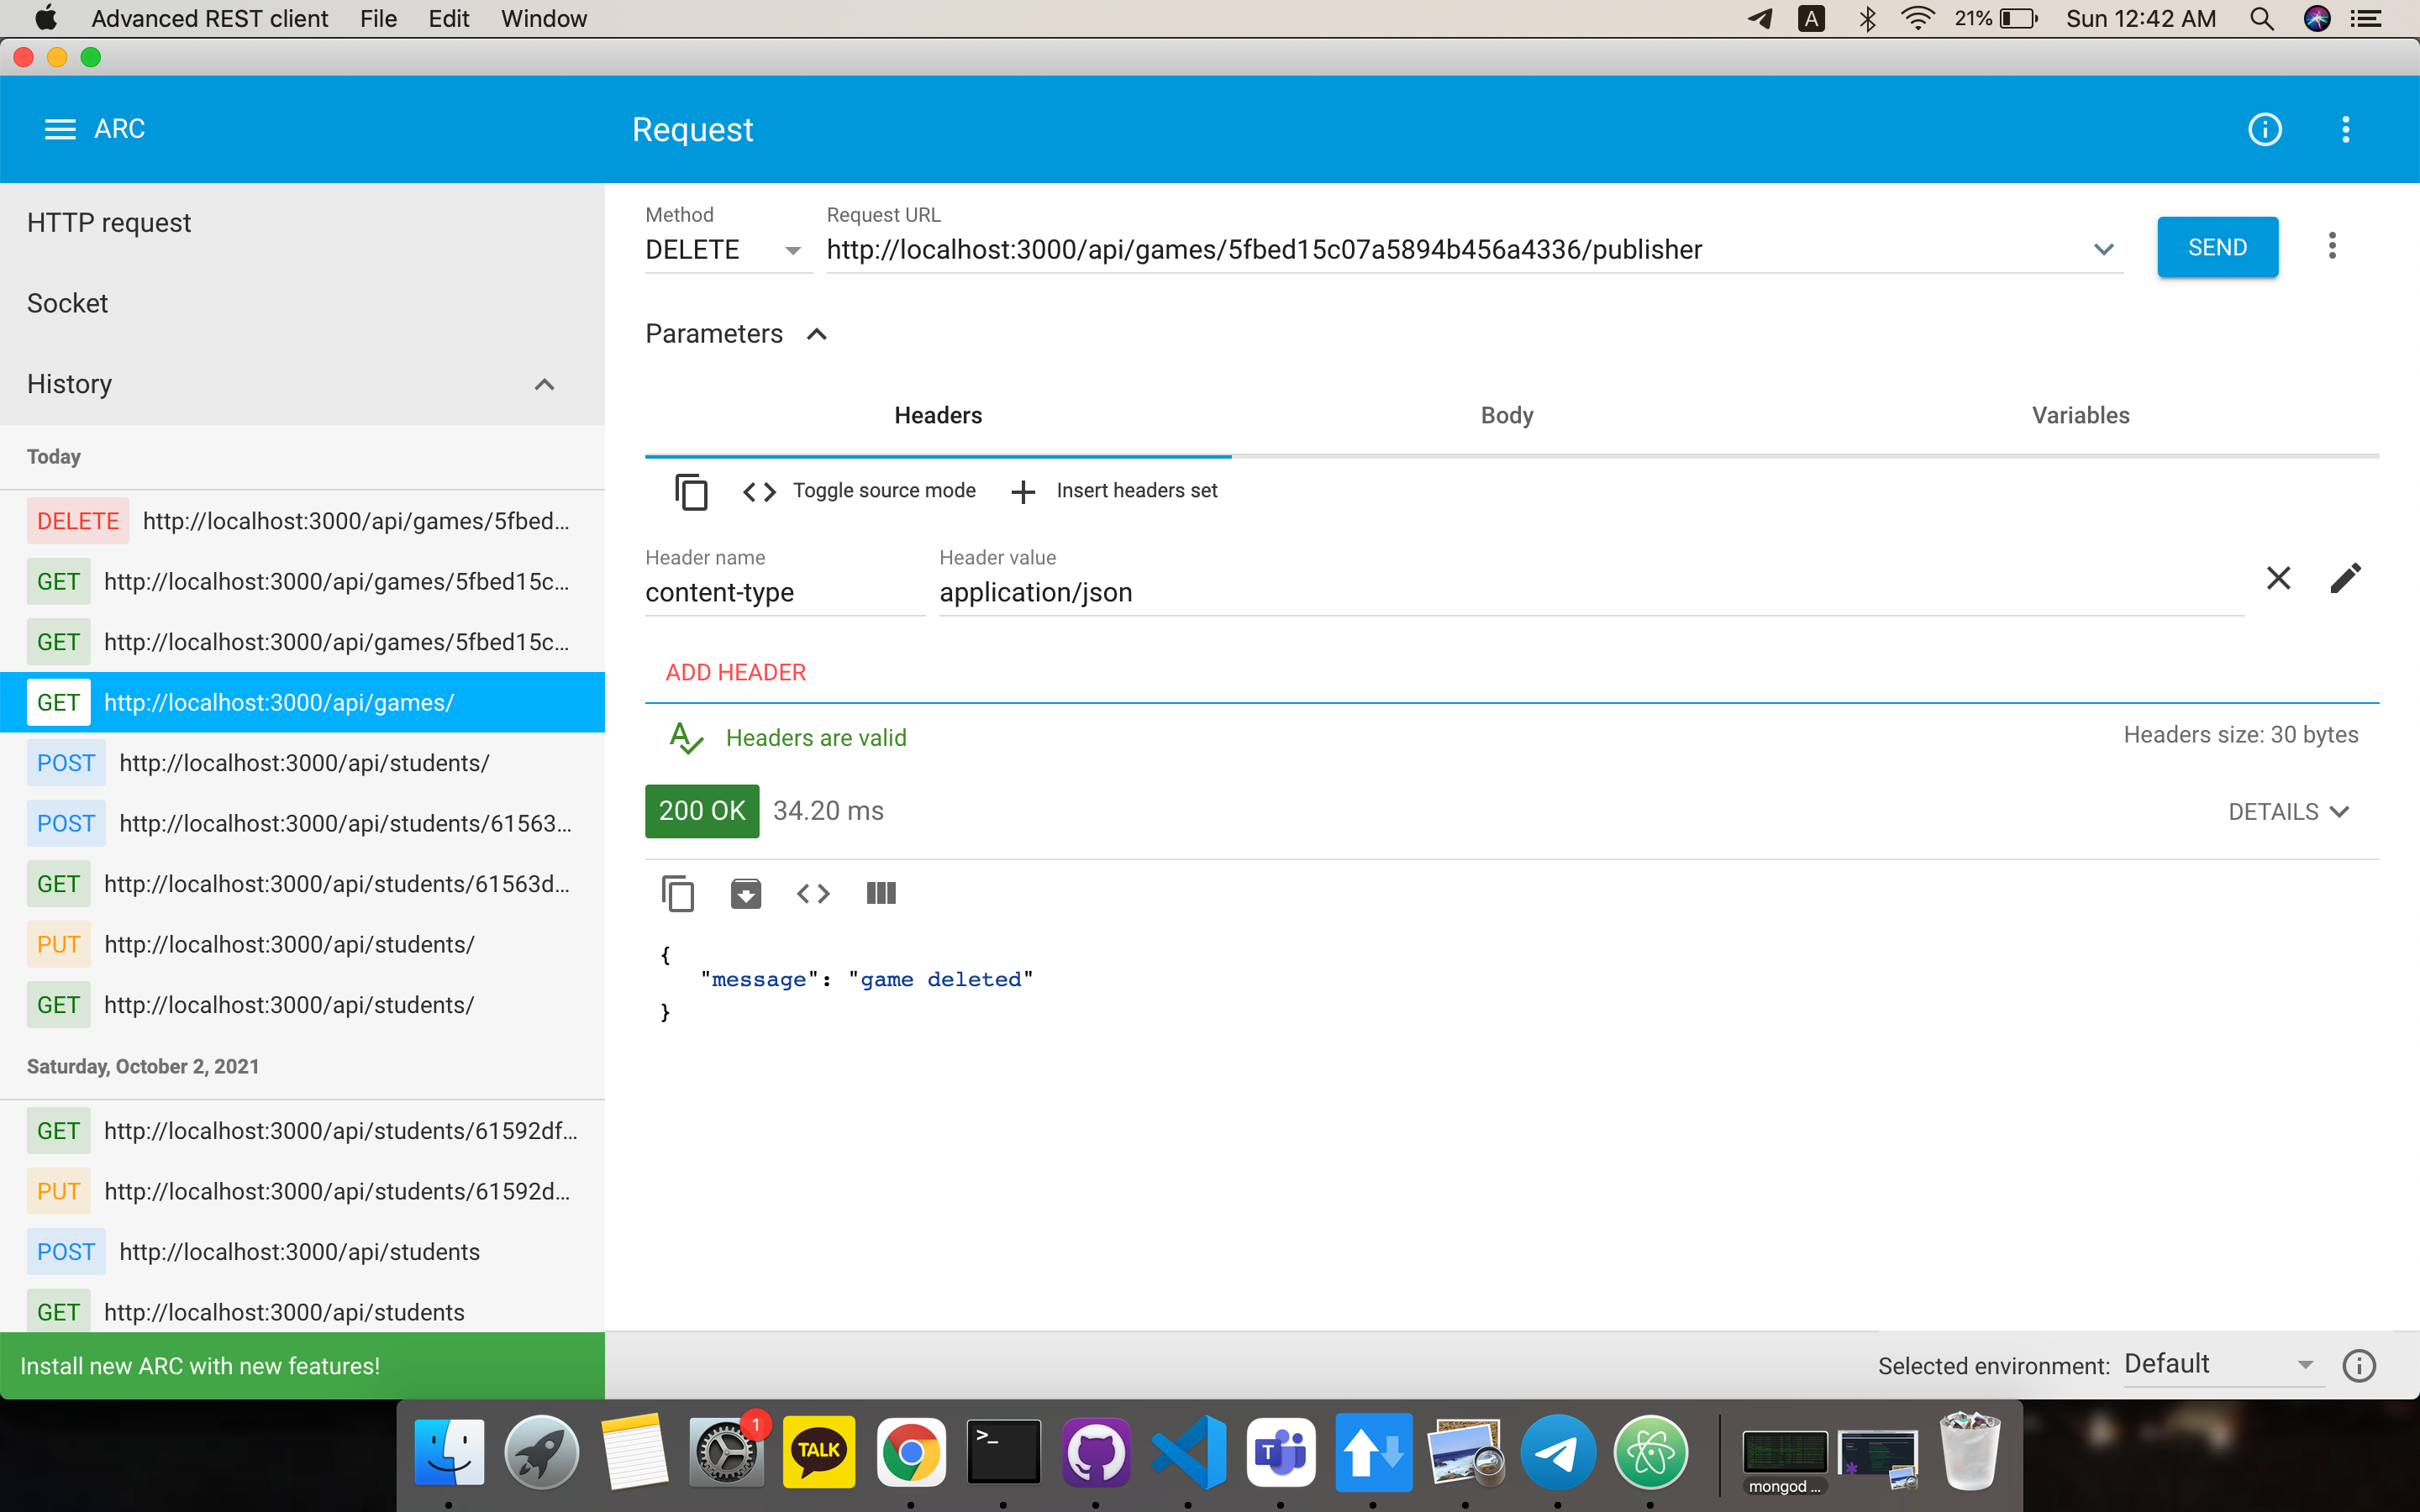 Advanced REST client File Edit Window
A 21% Sun 12:42 AM
ARC
Request
HTTP request
Socket
History
Today
DELETE http://localhost:3000/api/games/5fbed...
GET http://localhost:3000/api/games/5fbed15c...
GET http://localhost:3000/api/games/5fbed15c...
GET http://localhost:3000/api/games/
POST http://localhost:3000/api/students/
POST http://localhost:3000/api/students/61563...
GET http://localhost:3000/api/students/61563d...
PUT http://localhost:3000/api/students/
GET http://localhost:3000/api/students/
Saturday, October 2, 2021
GET http://localhost:3000/api/students/61592df...
PUT http://localhost:3000/api/students/61592d...
POST http://localhost:3000/api/students
GET http://localhost:3000/api/students
Install new ARC with new features!
Method Request URL
DELETE http://localhost:3000/api/games/5fbed15c07a5894b456a4336/publisher
SEND
Parameters
Headers Body Variables
Toggle source mode Insert headers set
Header name Header value
content-type application/json
ADD HEADER
Headers are valid Headers size: 30 bytes
200 OK 34.20 ms DETAILS
{
"message": "game deleted"
}
Selected environment: Default
1
TALK
>_
T
mongod ...